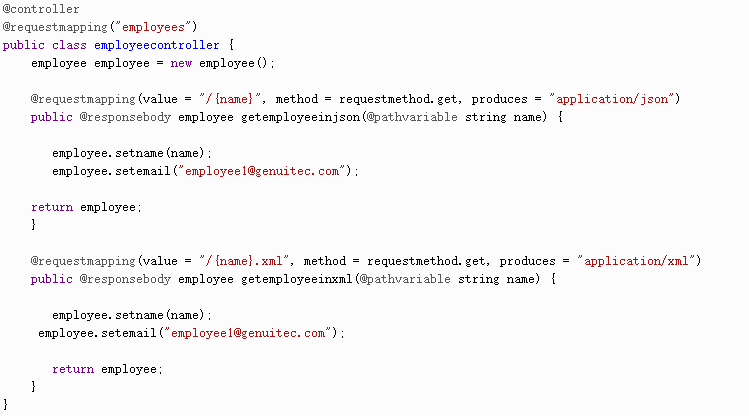 @controller
@requestmapping("employees")
public class employeecontroller {
    employee employee = new employee();

    @requestmapping(value = "/{name}", method = requestmethod.get, produces = "application/json")
    public @responsebody employee getemployeeinjson(@pathvariable string name) {

       employee.setname(name);
       employee.setemail("employee1@genuitec.com");

    return employee;
    }

    @requestmapping(value = "/{name}.xml", method = requestmethod.get, produces = "application/xml")
    public @responsebody employee getemployeeinxml(@pathvariable string name) {

       employee.setname(name);
     employee.setemail("employee1@genuitec.com");

       return employee;
    }
}